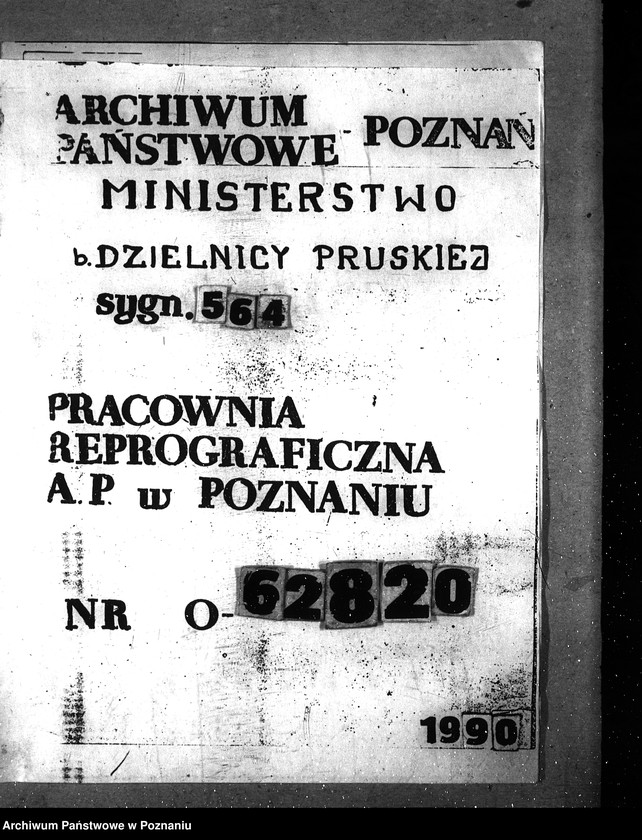 ARCHIWUM
PAŃSTWOWE - POZNAŃ
MINISTERSTWO
b. DZIELNICY PRUSKIEJ
sygn. 564
PRACOWNIA
REPROGRAFICZNA
A.P. w POZNANIU
NR O-62820
1990
Archiwum Państwowe w Poznaniu